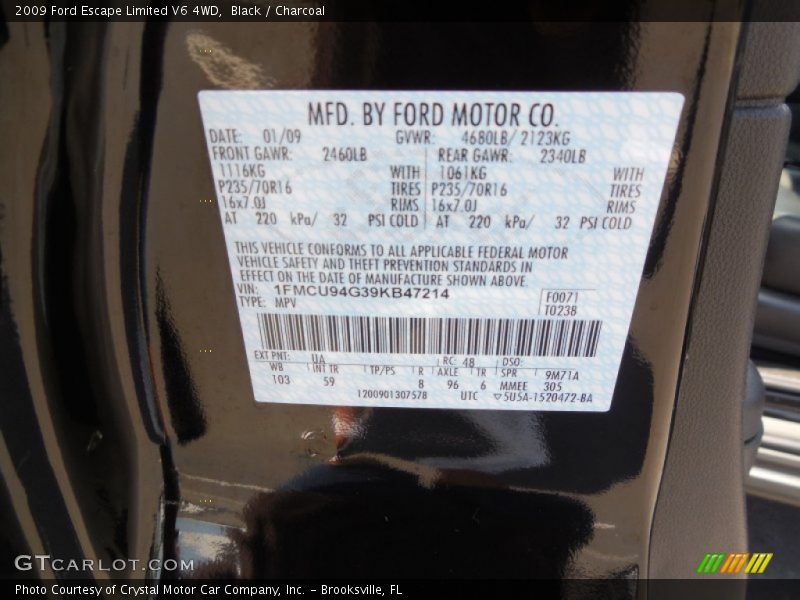 2009 Ford Escape Limited V6 4WD, Black / Charcoal
MFD. BY FORD MOTOR CO.
DATE: 01/09 GVWR: 4680LB/ 2123KG
FRONT GAWR: 2460LB REAR GAWR: 2340LB
1116KG WITH 1061KG WITH
P235/70R16 TIRES P235/70R16 TIRES
16x7.0J RIMS 16x7.0J RIMS
AT 220 kPa/ 32 PSI COLD AT 220 kPa/ 32 PSI COLD
THIS VEHICLE CONFORMS TO ALL APPLICABLE FEDERAL MOTOR
VEHICLE SAFETY AND THEFT PREVENTION STANDARDS IN
EFFECT ON THE DATE OF MANUFACTURE SHOWN ABOVE.
VIN: 1FMCU94G39KB47214 F0071
TYPE: MPV T0238
EXT PNT: UA RC: 48 DSO:
WB INT TR TP/PS R AXLE TR SPR 9M71A
103 59 8 96 6 MMEE 305
1200901307578 UTC ▽5U5A-1520472-BA
GTCARLOT.COM
Photo Courtesy of Crystal Motor Car Company, Inc. – Brooksville, FL